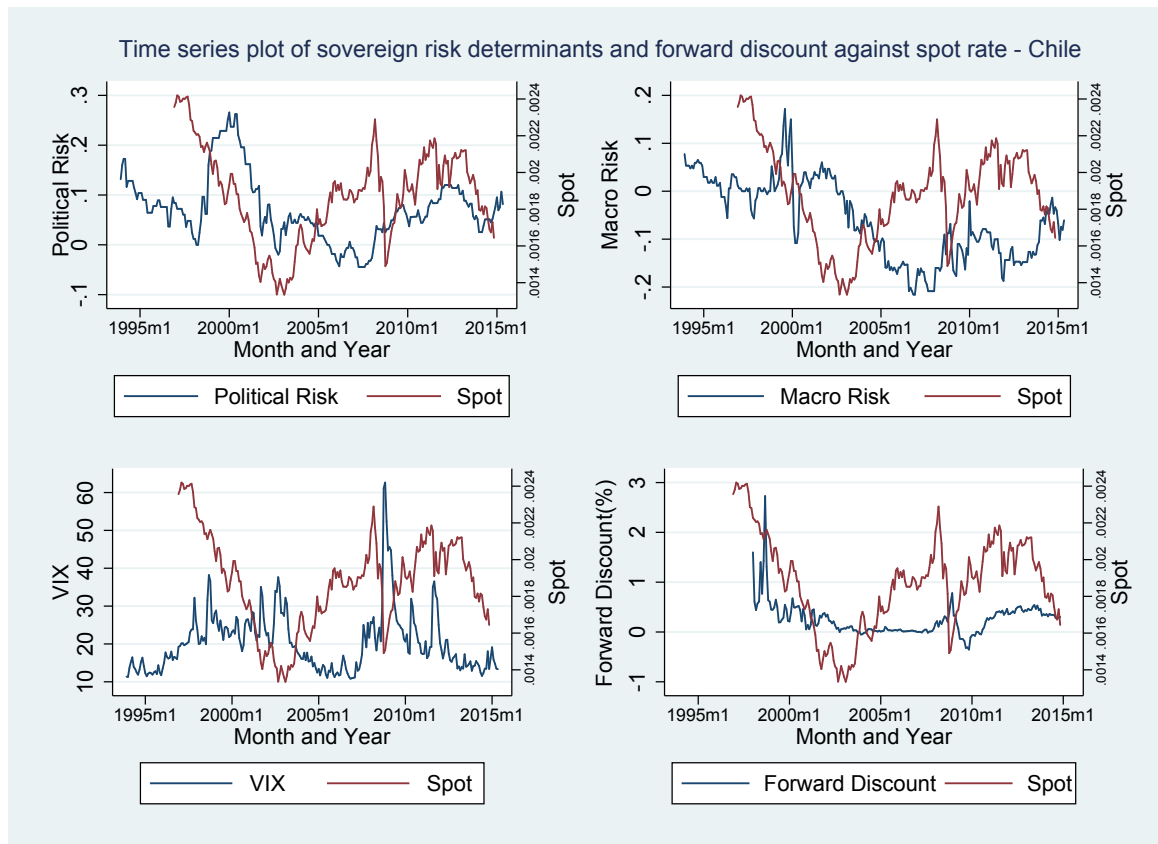 Time series plot of sovereign risk determinants and forward discount against spot rate - Chile
Political Risk
-.1 0 .1 .2 .3
Spot
.0014 .0016 .0018 .002 .0022 .0024
1995m1 2000m1 2005m1 2010m1 2015m1
Month and Year
Political Risk Spot
Macro Risk
-.2 -.1 0 .1 .2
Spot
.0014 .0016 .0018 .002 .0022 .0024
1995m1 2000m1 2005m1 2010m1 2015m1
Month and Year
Macro Risk Spot
VIX
10 20 30 40 50 60
Spot
.0014 .0016 .0018 .002 .0022 .0024
1995m1 2000m1 2005m1 2010m1 2015m1
Month and Year
VIX Spot
Forward Discount(%)
-1 0 1 2 3
Spot
.0014 .0016 .0018 .002 .0022 .0024
1995m1 2000m1 2005m1 2010m1 2015m1
Month and Year
Forward Discount Spot